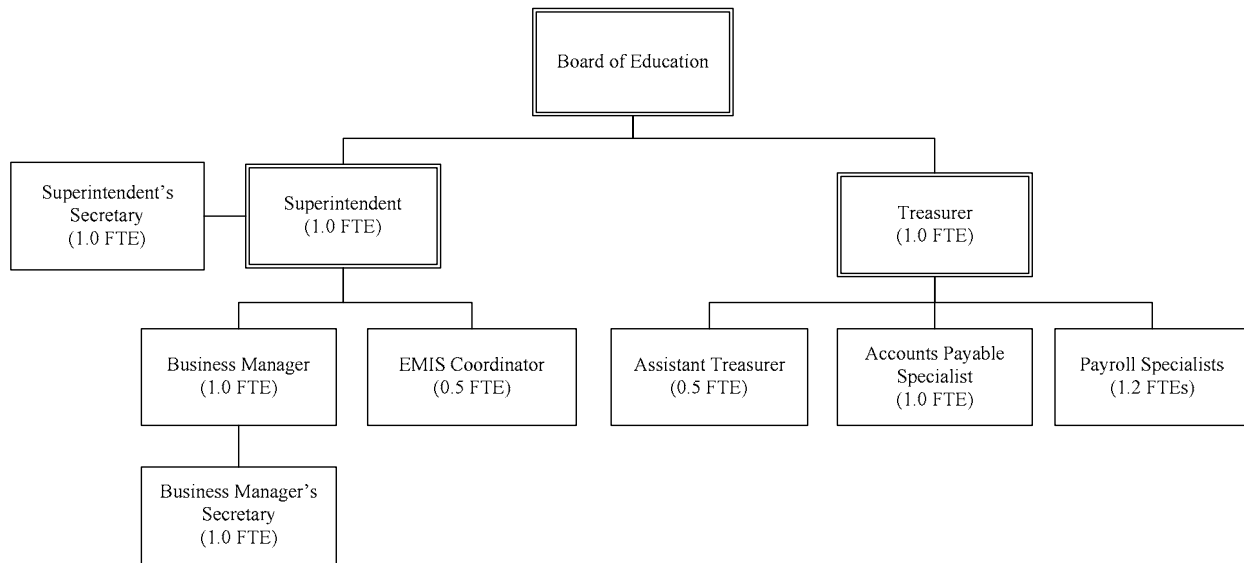 Board of Education
Superintendent's
Secretary
(1.0 FTE)
Superintendent
(1.0 FTE)
Treasurer
(1.0 FTE)
Business Manager
(1.0 FTE)
EMIS Coordinator
(0.5 FTE)
Assistant Treasurer
(0.5 FTE)
Accounts Payable
Specialist
(1.0 FTE)
Payroll Specialists
(1.2 FTEs)
Business Manager's
Secretary
(1.0 FTE)